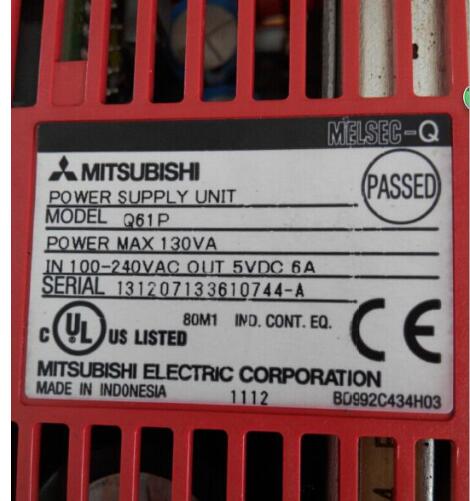 MELSEC-Q
MITSUBISHI
PASSED
POWER SUPPLY UNIT
MODEL Q61P
POWER MAX 130VA
IN 100-240VAC OUT 5VDC 6A
SERIAL 131207133610744-A
80M1 IND. CONT. EQ.
C UL US LISTED
CE
MITSUBISHI ELECTRIC CORPORATION
MADE IN INDONESIA 1112 BD992C434H03